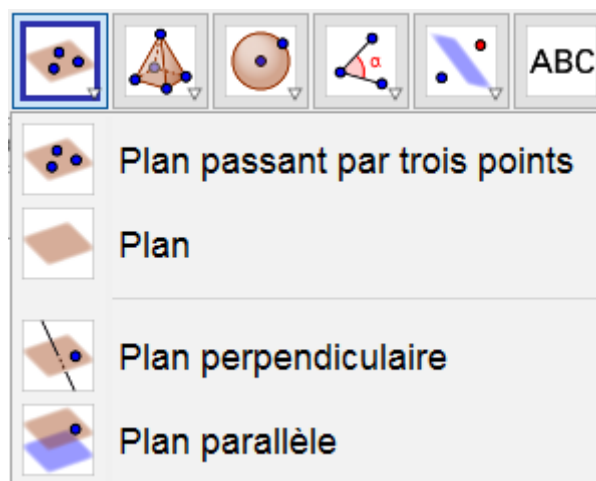 α
ABC
Plan passant par trois points
Plan
Plan perpendiculaire
Plan parallèle